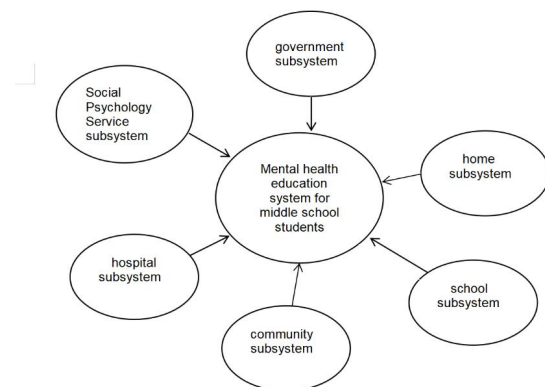 government
subsystem
Social
Psychology
Service
subsystem
Mental health
education
system for
middle school
students
home
subsystem
hospital
subsystem
school
subsystem
community
subsystem